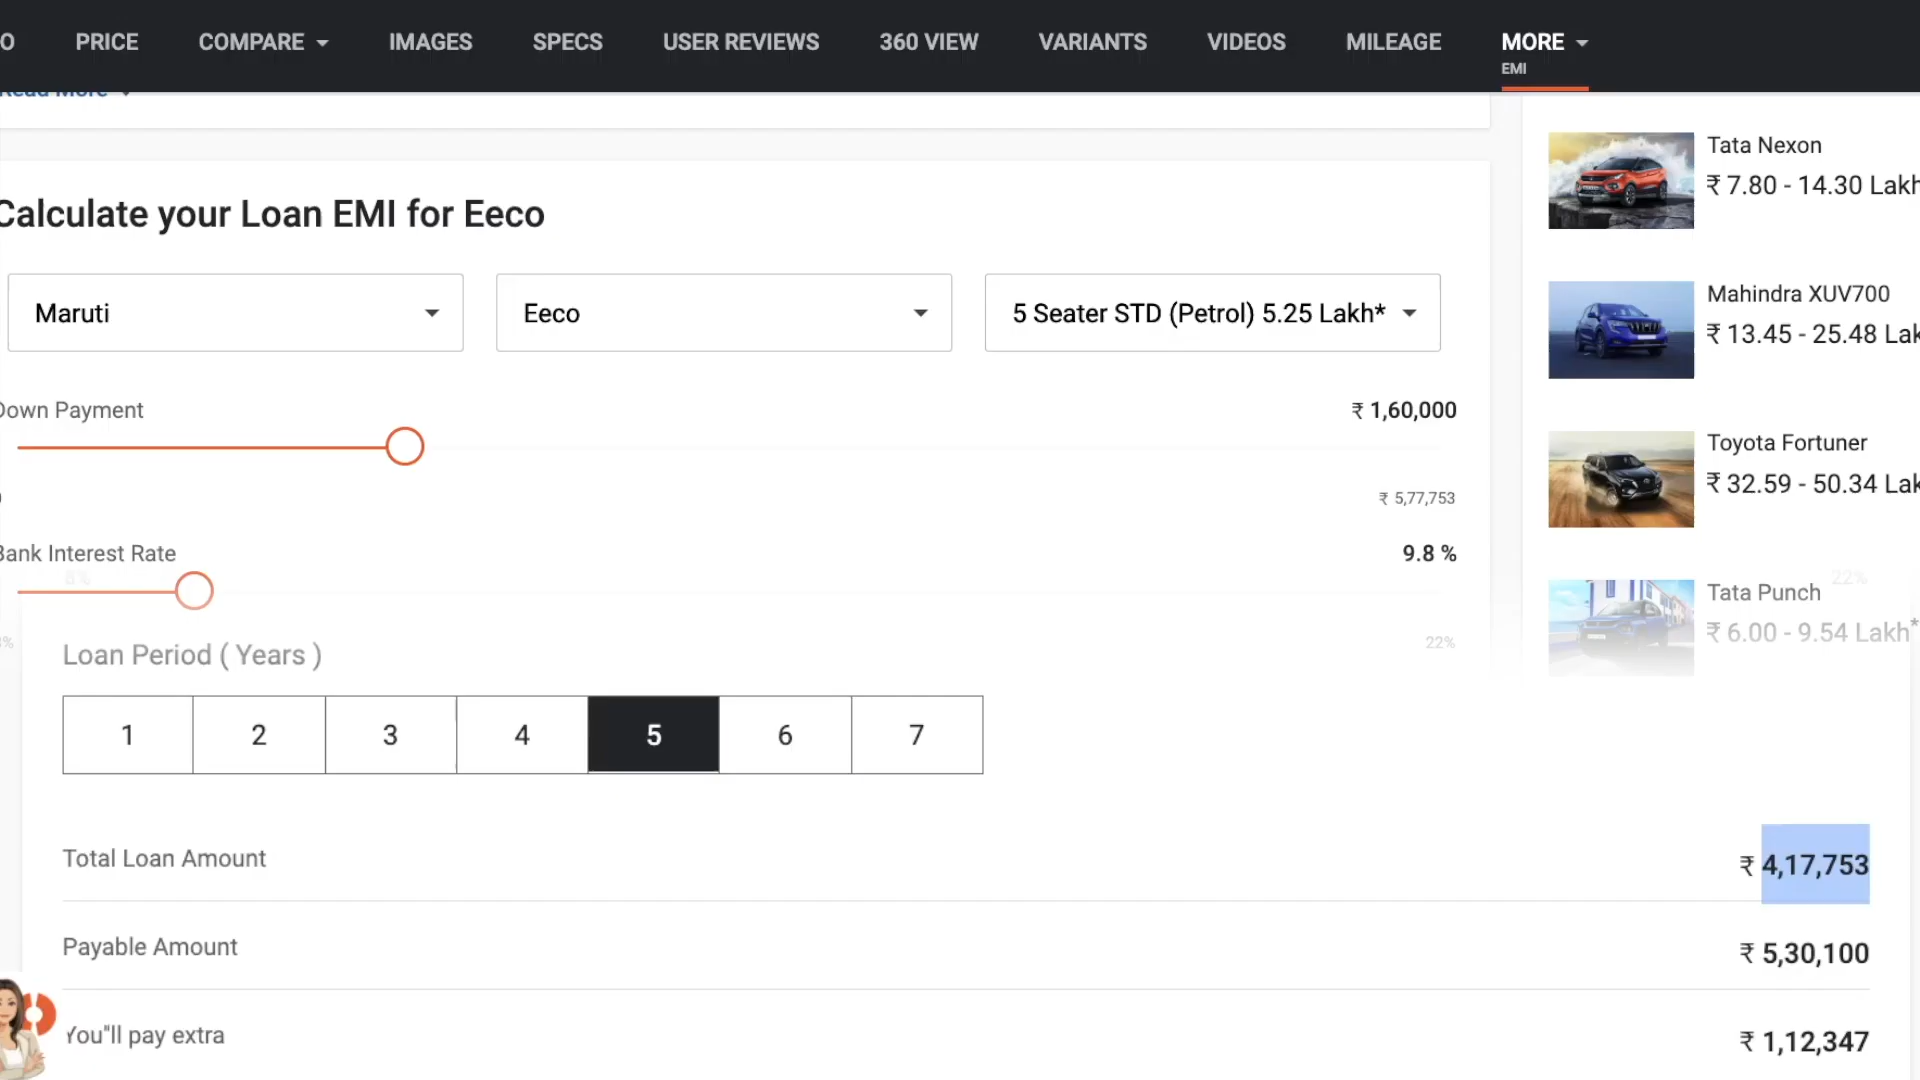 O PRICE COMPARE IMAGES SPECS USER REVIEWS 360 VIEW VARIANTS VIDEOS MILEAGE MORE
EMI
Read More
Calculate your Loan EMI for Eeco
Maruti Eeco 5 Seater STD (Petrol) 5.25 Lakh*
Down Payment ₹ 1,60,000
₹ 5,77,753
Bank Interest Rate 9.8 %
8% 22%
% 22%
Loan Period ( Years )
1 2 3 4 5 6 7
Total Loan Amount ₹ 4,17,753
Payable Amount ₹ 5,30,100
You"ll pay extra ₹ 1,12,347
Tata Nexon
₹ 7.80 - 14.30 Lakh
Mahindra XUV700
₹ 13.45 - 25.48 Lak
Toyota Fortuner
₹ 32.59 - 50.34 Lak
Tata Punch
₹ 6.00 - 9.54 Lakh*